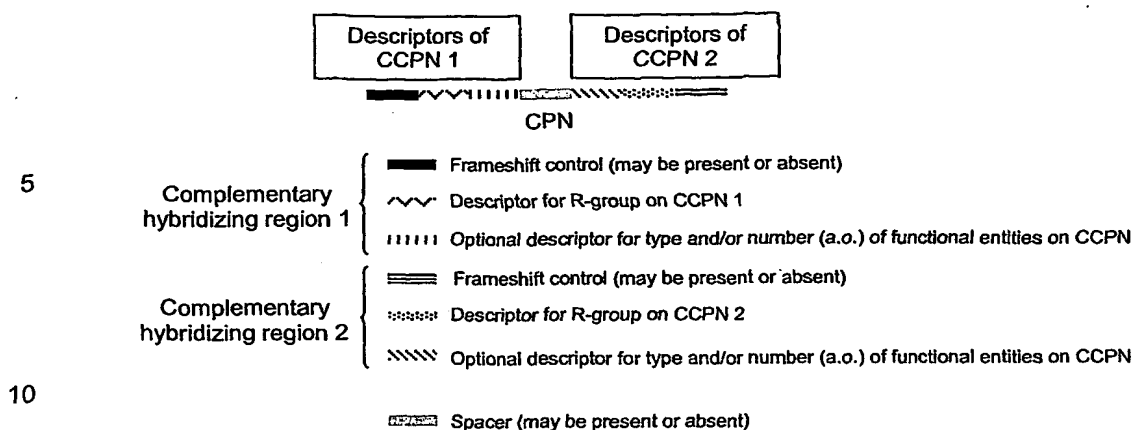 Descriptors of
CCPN 1
Descriptors of
CCPN 2
CPN
5
Complementary
hybridizing region 1
Frameshift control (may be present or absent)
Descriptor for R-group on CCPN 1
Optional descriptor for type and/or number (a.o.) of functional entities on CCPN
Complementary
hybridizing region 2
Frameshift control (may be present or absent)
Descriptor for R-group on CCPN 2
Optional descriptor for type and/or number (a.o.) of functional entities on CCPN
10
Spacer (may be present or absent)